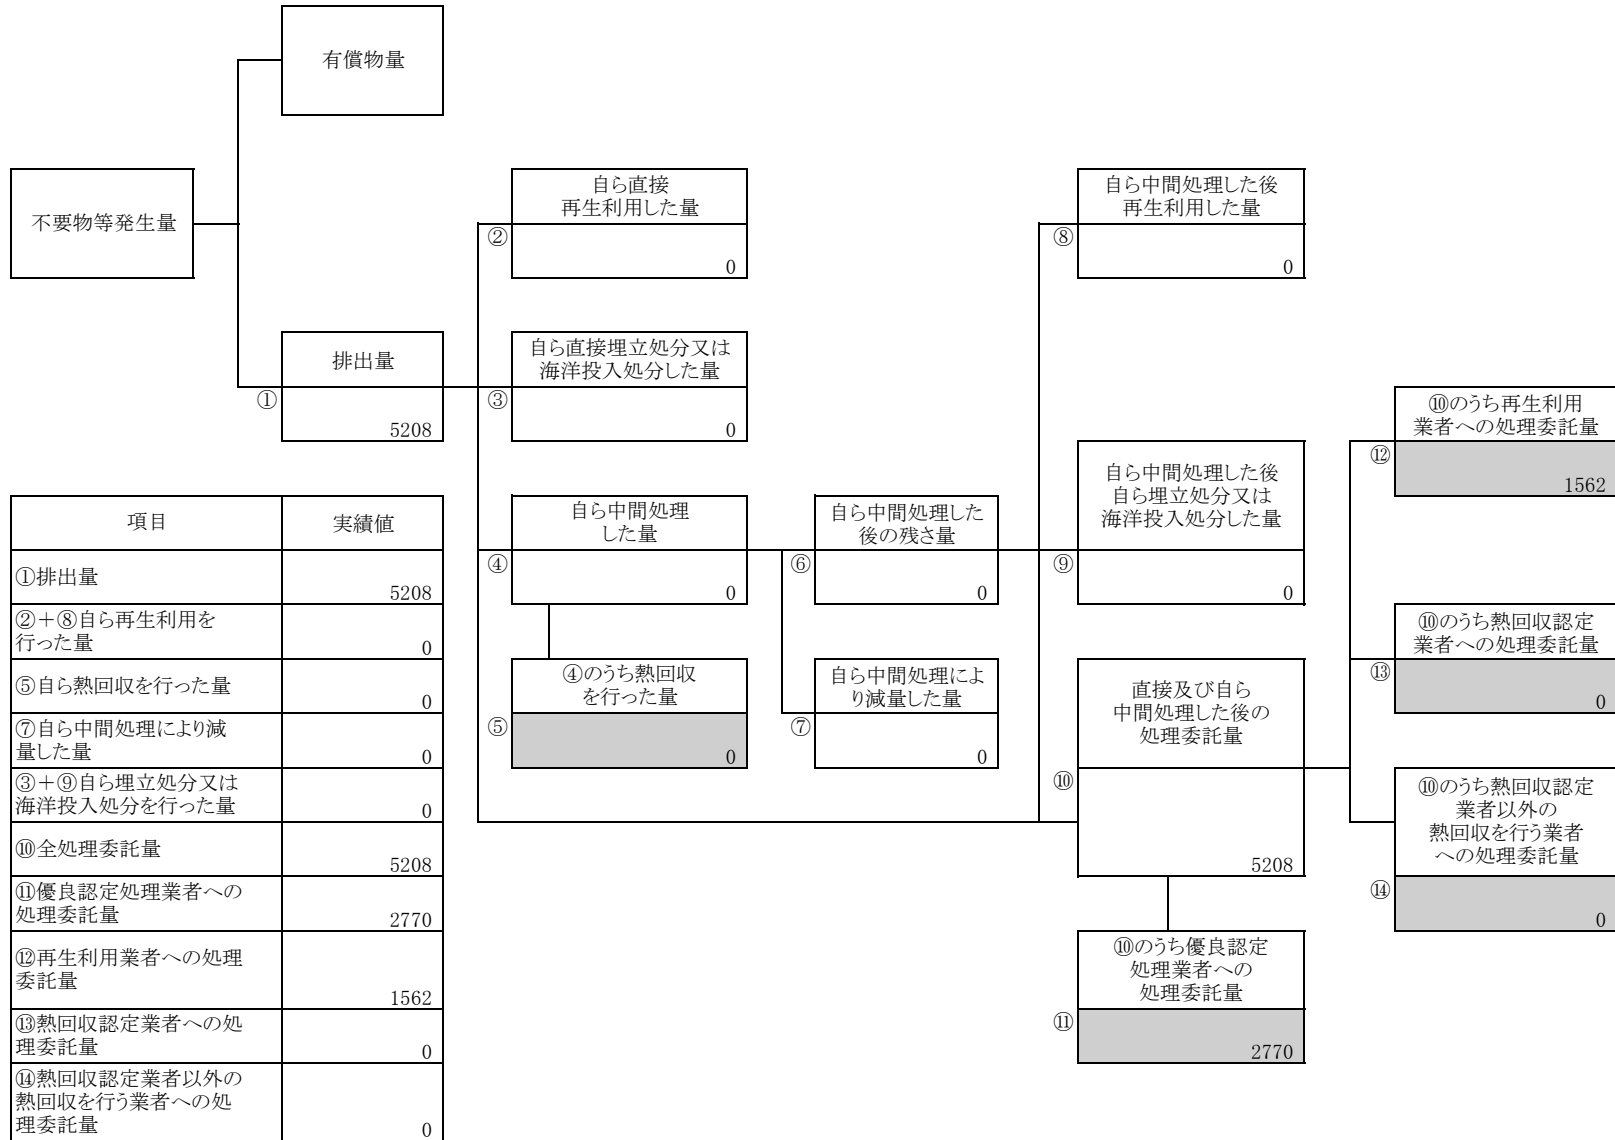 有償物量
不要物等発生量
自ら直接
再生利用した量
②
0
自ら中間処理した後
再生利用した量
⑧
0
排出量
①
5208
自ら直接埋立処分又は
海洋投入処分した量
③
0
⑩のうち再生利用
業者への処理委託量
⑫
1562
自ら中間処理した後
自ら埋立処分又は
海洋投入処分した量
⑨
0
自ら中間処理
した量
④
0
自ら中間処理した
後の残さ量
⑥
0
⑩のうち熱回収認定
業者への処理委託量
⑬
0
④のうち熱回収
を行った量
⑤
0
自ら中間処理によ
り減量した量
⑦
0
直接及び自ら
中間処理した後の
処理委託量
⑩
5208
⑩のうち熱回収認定
業者以外の
熱回収を行う業者
への処理委託量
⑭
0
⑩のうち優良認定
処理業者への
処理委託量
⑪
2770
項目 実績値
①排出量
5208
②+⑧自ら再生利用を
行った量
0
⑤自ら熱回収を行った量
0
⑦自ら中間処理により減
量した量
0
③+⑨自ら埋立処分又は
海洋投入処分を行った量
0
⑩全処理委託量
5208
⑪優良認定処理業者への
処理委託量
2770
⑫再生利用業者への処理
委託量
1562
⑬熱回収認定業者への処
理委託量
0
⑭熱回収認定業者以外の
熱回収を行う業者への処
理委託量
0